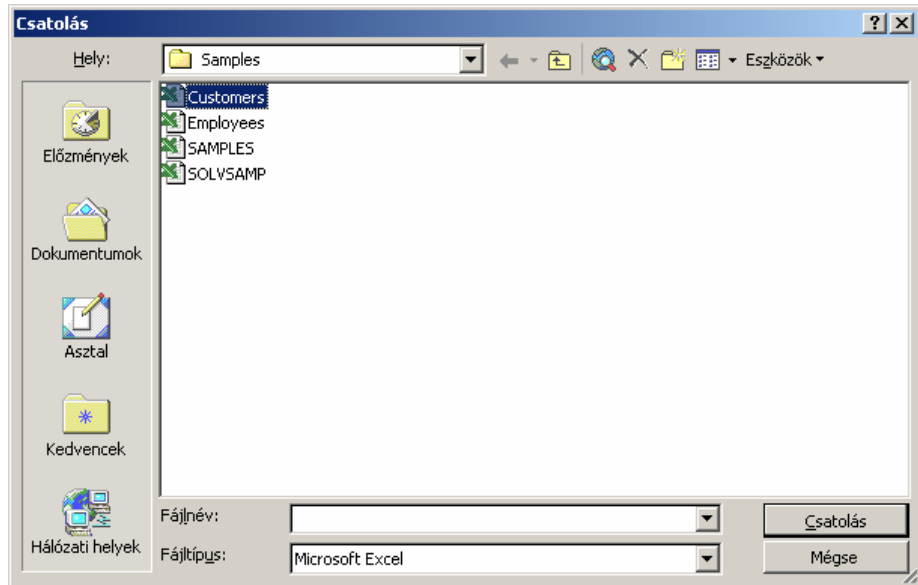 Csatolás
Hely: Samples Eszközök
Customers
Employees
SAMPLES
SOLVSAMP
Előzmények
Dokumentumok
Asztal
Kedvencek
Hálózati helyek
Fájlnév: Csatolás
Fájltípus: Microsoft Excel Mégse